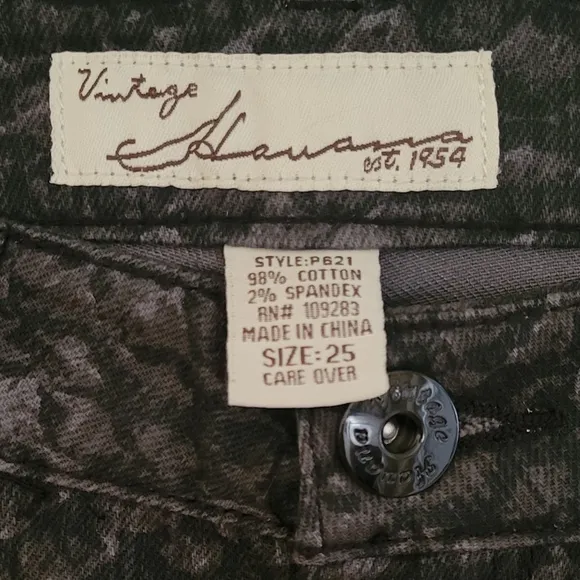 Vintage
Havana
est. 1954
STYLE:P621
98% COTTON
2% SPANDEX
RN# 109283
MADE IN CHINA
SIZE: 25
CARE OVER